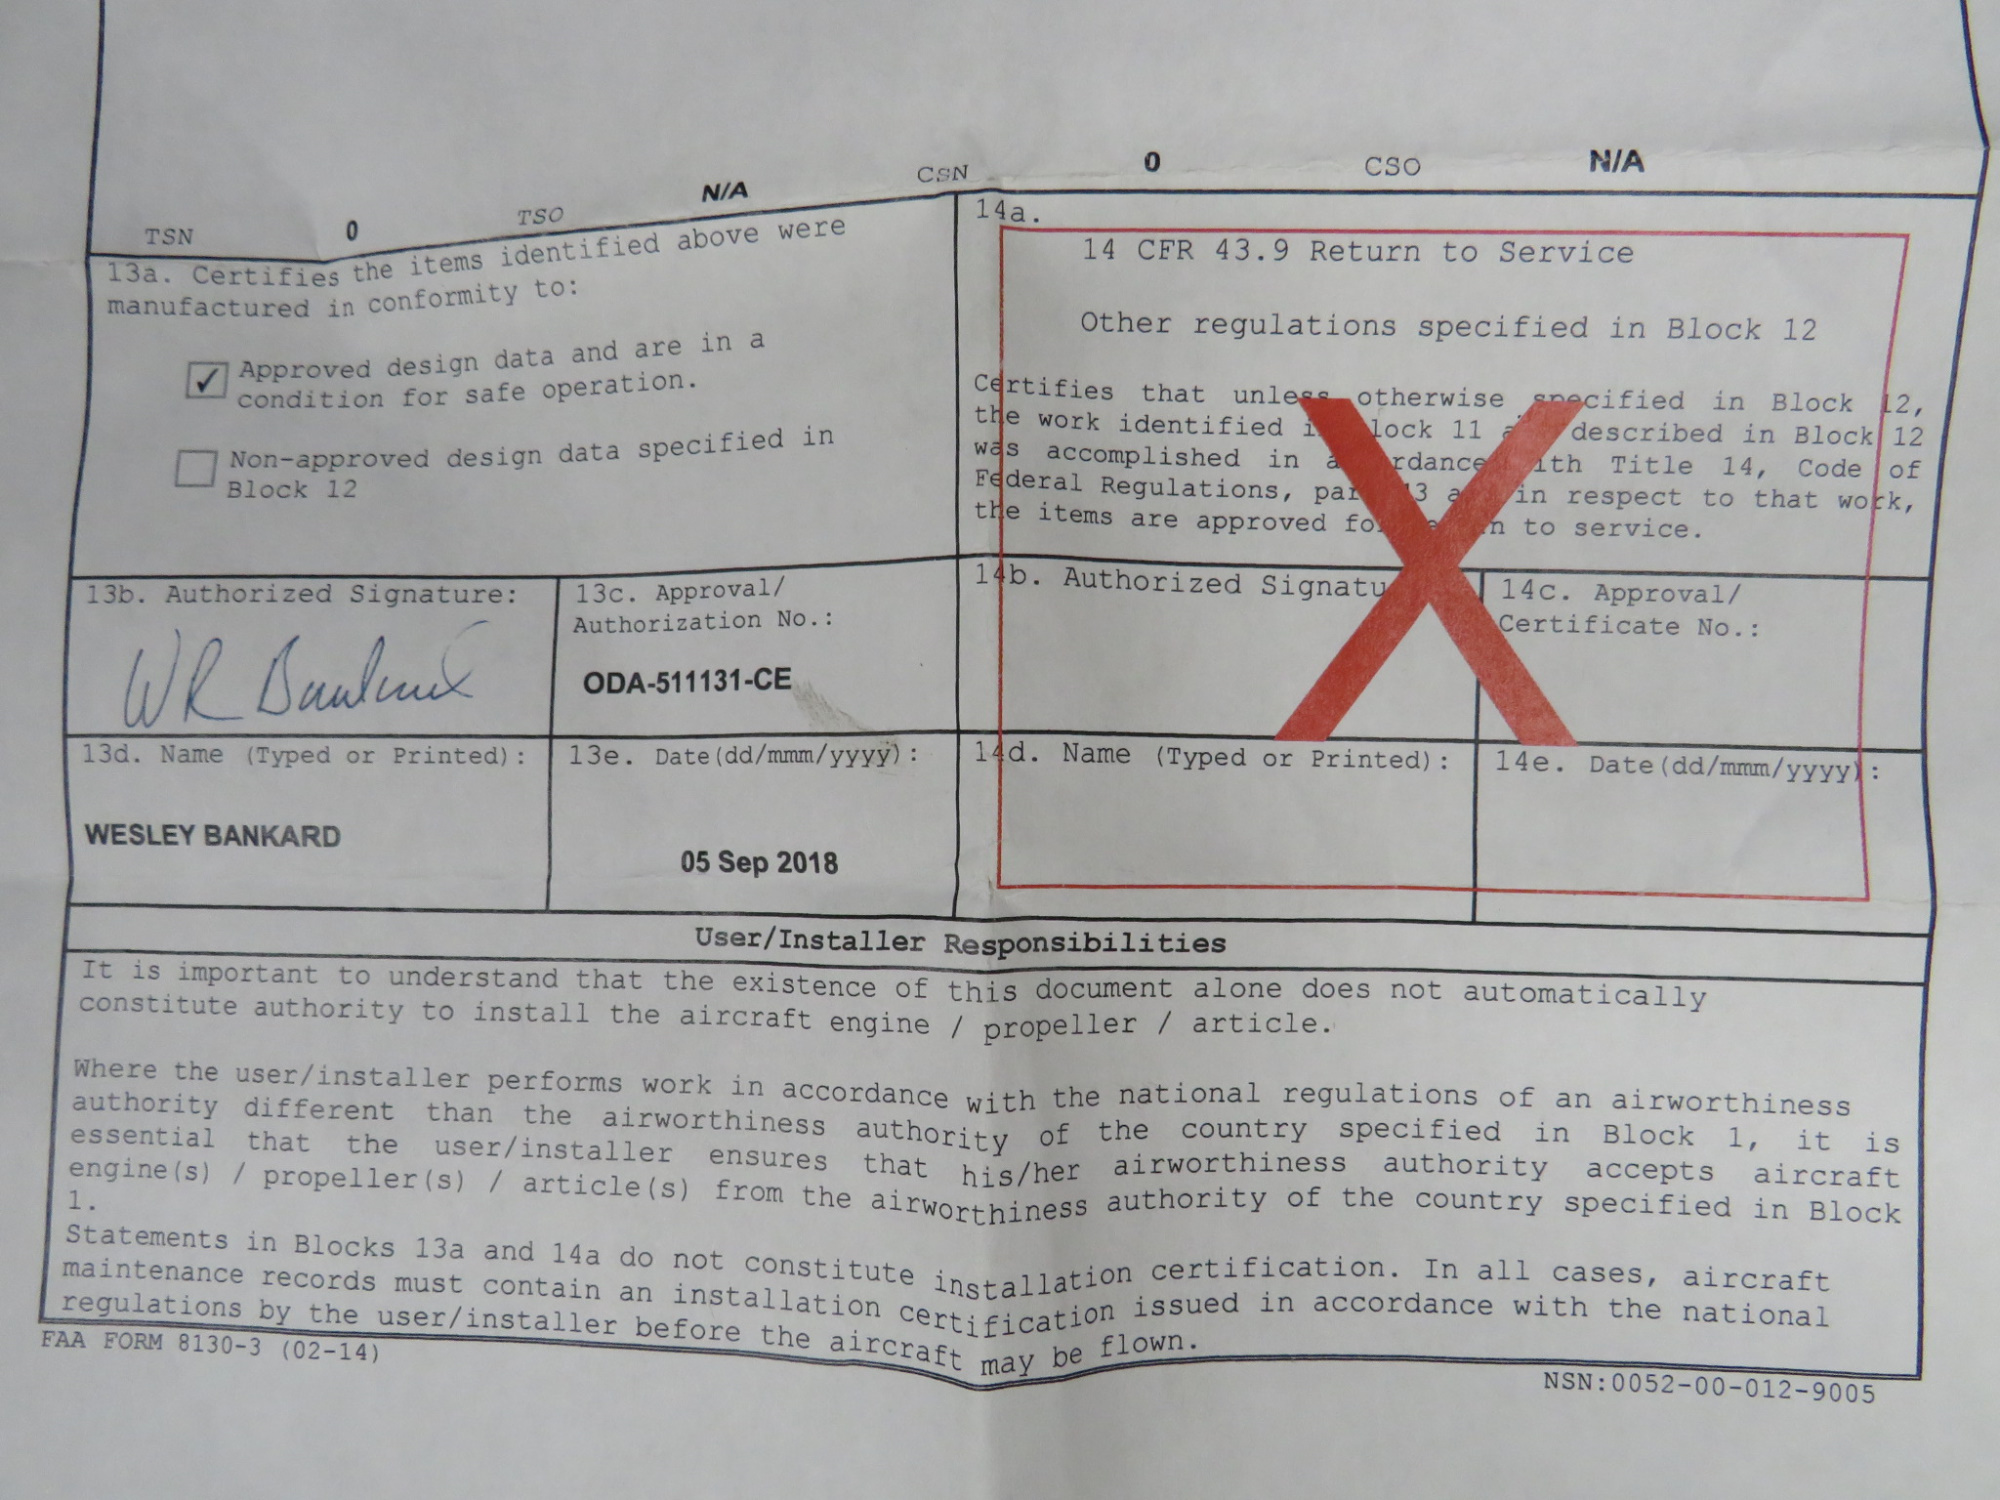 TSN 0 TSO N/A CSN 0 CSO N/A
13a. Certifies the items identified above were
manufactured in conformity to:
✓ Approved design data and are in a
condition for safe operation.
Non-approved design data specified in
Block 12
14a.
14 CFR 43.9 Return to Service
Other regulations specified in Block 12
Certifies that unless otherwise specified in Block 12,
the work identified in Block 11 and described in Block 12
was accomplished in accordance with Title 14, Code of
Federal Regulations, part 43 and in respect to that work,
the items are approved for return to service.
13b. Authorized Signature:
WR Bankard
13c. Approval/
Authorization No.:
ODA-511131-CE
14b. Authorized Signatu
14c. Approval/
Certificate No.:
13d. Name (Typed or Printed):
WESLEY BANKARD
13e. Date(dd/mmm/yyyy):
05 Sep 2018
14d. Name (Typed or Printed):
14e. Date(dd/mmm/yyyy):
User/Installer Responsibilities
It is important to understand that the existence of this document alone does not automatically
constitute authority to install the aircraft engine / propeller / article.
Where the user/installer performs work in accordance with the national regulations of an airworthiness
authority different than the airworthiness authority of the country specified in Block 1, it is
essential that the user/installer ensures that his/her airworthiness authority accepts aircraft
engine(s) / propeller(s) / article(s) from the airworthiness authority of the country specified in Block
1.
Statements in Blocks 13a and 14a do not constitute installation certification. In all cases, aircraft
maintenance records must contain an installation certification issued in accordance with the national
regulations by the user/installer before the aircraft may be flown.
FAA FORM 8130-3 (02-14)
NSN:0052-00-012-9005